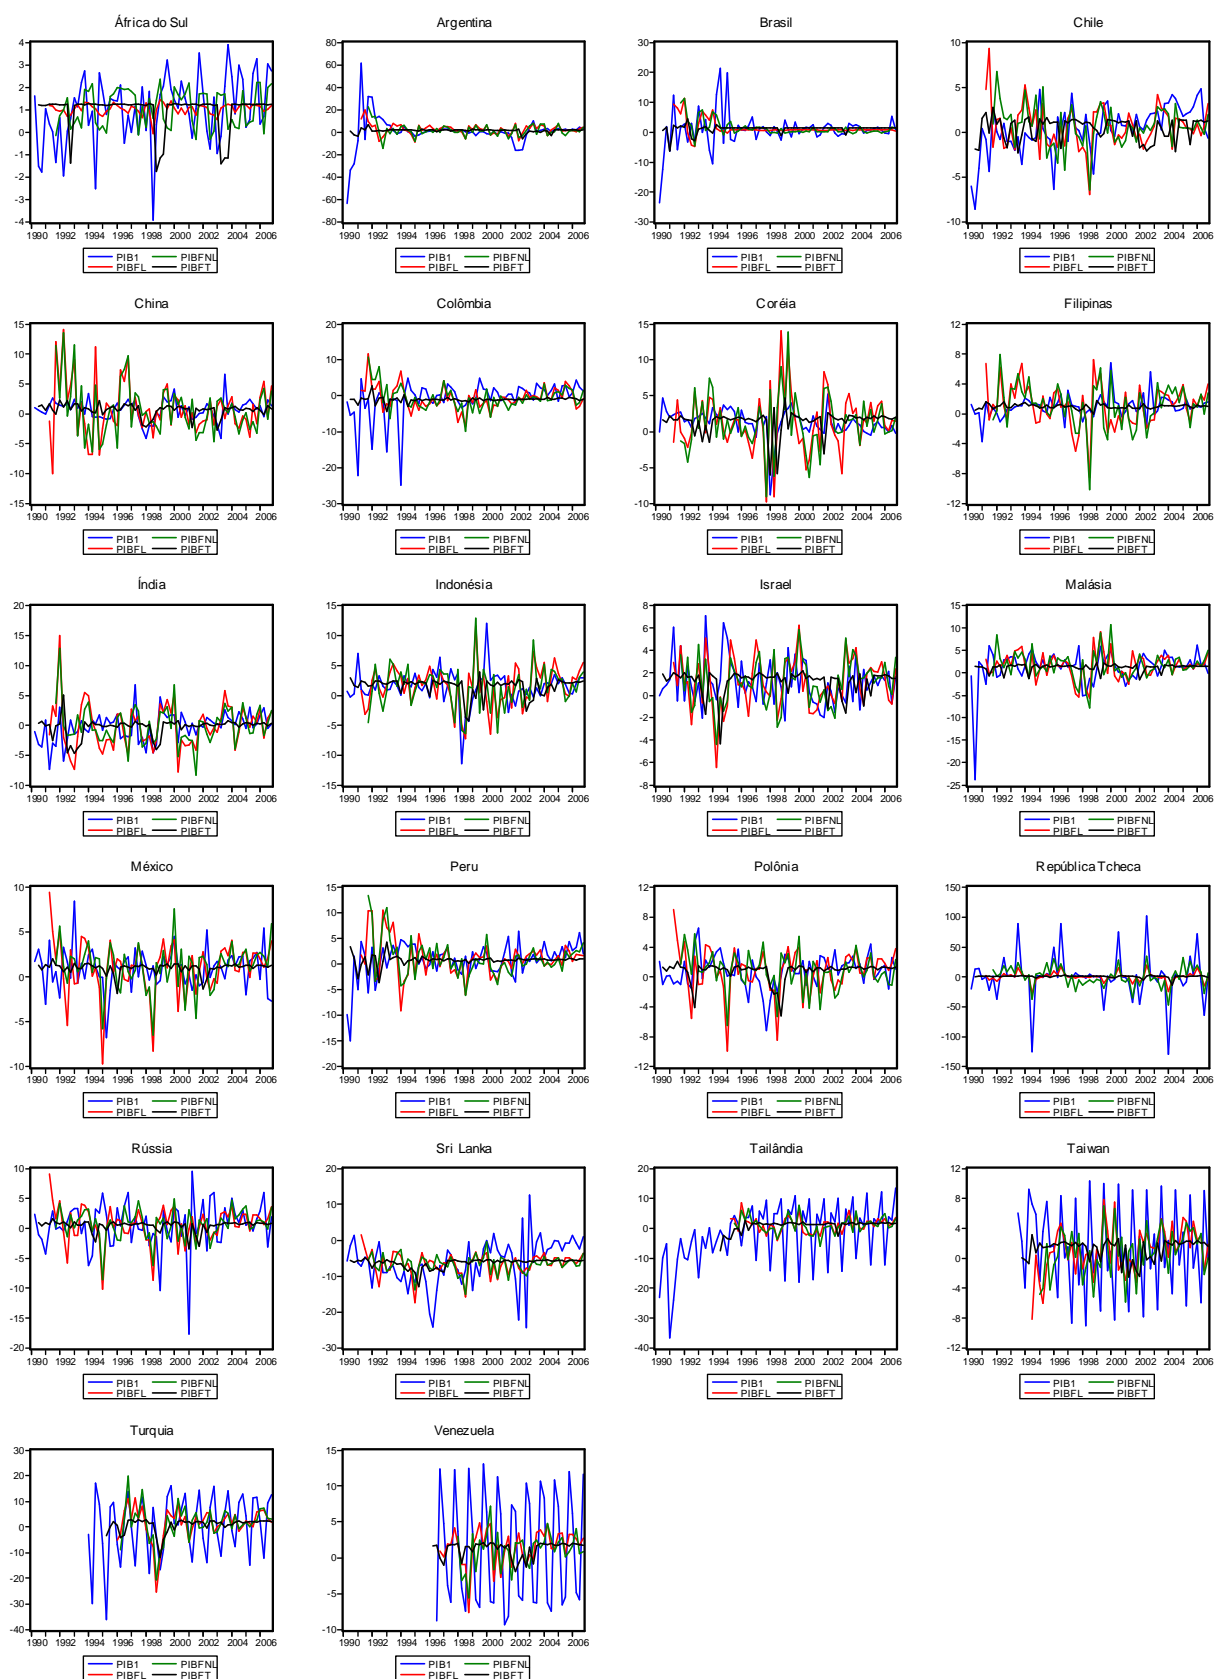 África do Sul
4
3
2
1
0
-1
-2
-3
-4
1990 1992 1994 1996 1998 2000 2002 2004 2006
PIB1 PIBFNL
PIBFL PIBFT
Argentina
80
60
40
20
0
-20
-40
-60
-80
1990 1992 1994 1996 1998 2000 2002 2004 2006
PIB1 PIBFNL
PIBFL PIBFT
Brasil
30
20
10
0
-10
-20
-30
1990 1992 1994 1996 1998 2000 2002 2004 2006
PIB1 PIBFNL
PIBFL PIBFT
Chile
10
5
0
-5
-10
1990 1992 1994 1996 1998 2000 2002 2004 2006
PIB1 PIBFNL
PIBFL PIBFT
China
15
10
5
0
-5
-10
-15
1990 1992 1994 1996 1998 2000 2002 2004 2006
PIB1 PIBFNL
PIBFL PIBFT
Colômbia
20
10
0
-10
-20
-30
1990 1992 1994 1996 1998 2000 2002 2004 2006
PIB1 PIBFNL
PIBFL PIBFT
Coréia
15
10
5
0
-5
-10
1990 1992 1994 1996 1998 2000 2002 2004 2006
PIB1 PIBFNL
PIBFL PIBFT
Filipinas
12
8
4
0
-4
-8
-12
1990 1992 1994 1996 1998 2000 2002 2004 2006
PIB1 PIBFNL
PIBFL PIBFT
Índia
20
15
10
5
0
-5
-10
1990 1992 1994 1996 1998 2000 2002 2004 2006
PIB1 PIBFNL
PIBFL PIBFT
Indonésia
15
10
5
0
-5
-10
-15
1990 1992 1994 1996 1998 2000 2002 2004 2006
PIB1 PIBFNL
PIBFL PIBFT
Israel
8
6
4
2
0
-2
-4
-6
-8
1990 1992 1994 1996 1998 2000 2002 2004 2006
PIB1 PIBFNL
PIBFL PIBFT
Malásia
15
10
5
0
-5
-10
-15
-20
-25
1990 1992 1994 1996 1998 2000 2002 2004 2006
PIB1 PIBFNL
PIBFL PIBFT
México
10
5
0
-5
-10
1990 1992 1994 1996 1998 2000 2002 2004 2006
PIB1 PIBFNL
PIBFL PIBFT
Peru
15
10
5
0
-5
-10
-15
-20
1990 1992 1994 1996 1998 2000 2002 2004 2006
PIB1 PIBFNL
PIBFL PIBFT
Polônia
12
8
4
0
-4
-8
-12
1990 1992 1994 1996 1998 2000 2002 2004 2006
PIB1 PIBFNL
PIBFL PIBFT
República Tcheca
150
100
50
0
-50
-100
-150
1990 1992 1994 1996 1998 2000 2002 2004 2006
PIB1 PIBFNL
PIBFL PIBFT
Rússia
10
5
0
-5
-10
-15
-20
1990 1992 1994 1996 1998 2000 2002 2004 2006
PIB1 PIBFNL
PIBFL PIBFT
Sri Lanka
20
10
0
-10
-20
-30
1990 1992 1994 1996 1998 2000 2002 2004 2006
PIB1 PIBFNL
PIBFL PIBFT
Tailândia
20
10
0
-10
-20
-30
-40
1990 1992 1994 1996 1998 2000 2002 2004 2006
PIB1 PIBFNL
PIBFL PIBFT
Taiwan
12
8
4
0
-4
-8
-12
1990 1992 1994 1996 1998 2000 2002 2004 2006
PIB1 PIBFNL
PIBFL PIBFT
Turquia
30
20
10
0
-10
-20
-30
-40
1990 1992 1994 1996 1998 2000 2002 2004 2006
PIB1 PIBFNL
PIBFL PIBFT
Venezuela
15
10
5
0
-5
-10
1990 1992 1994 1996 1998 2000 2002 2004 2006
PIB1 PIBFNL
PIBFL PIBFT